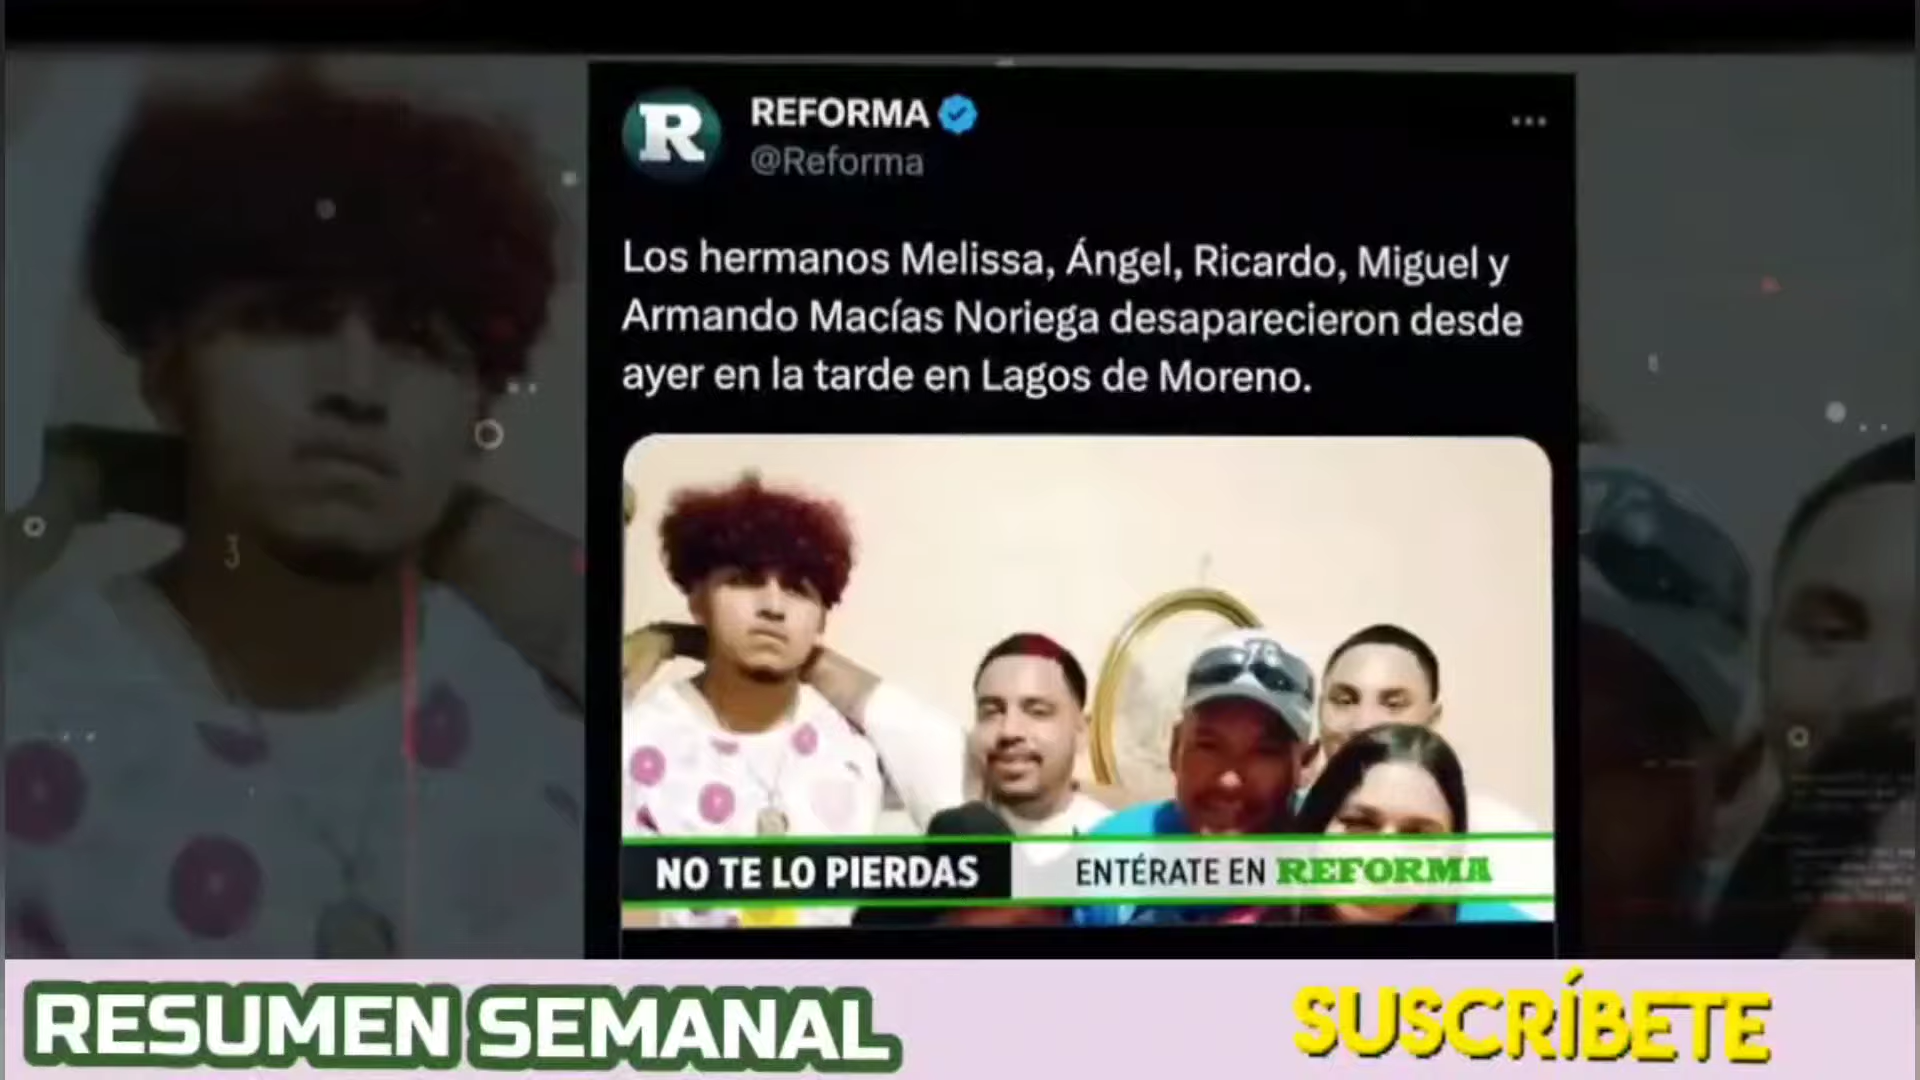 REFORMA
@Reforma
Los hermanos Melissa, Ángel, Ricardo, Miguel y
Armando Macías Noriega desaparecieron desde
ayer en la tarde en Lagos de Moreno.
NO TE LO PIERDAS
ENTÉRATE EN REFORMA
RESUMEN SEMANAL
SUSCRÍBETE